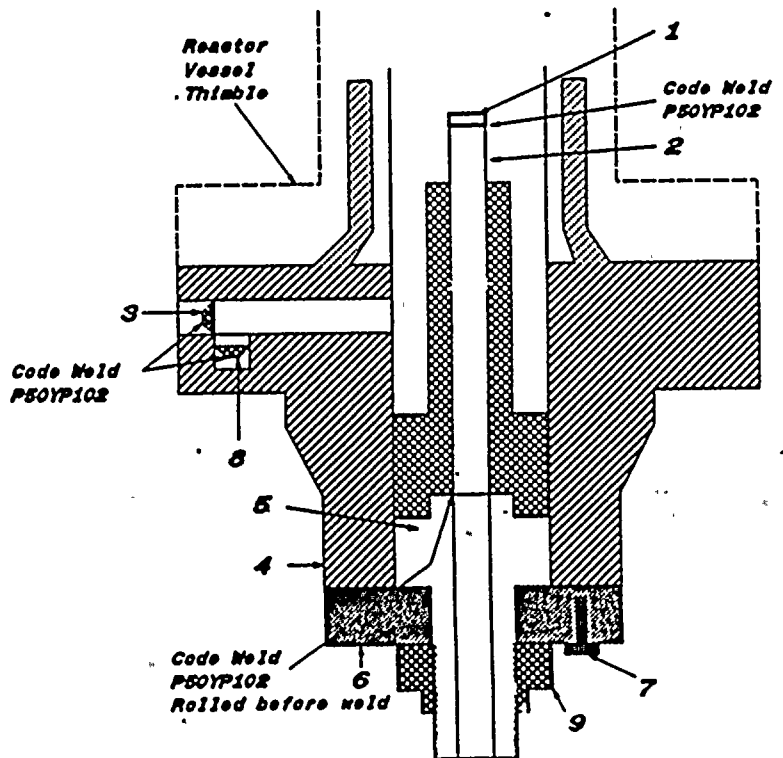 1
Reactor
Vessel
Thimble
Code Weld
P50YP102
2
3
Code Weld
P50YP102
8
5
4
Code Weld
P50YP102
Rolled before weld
6
7
9